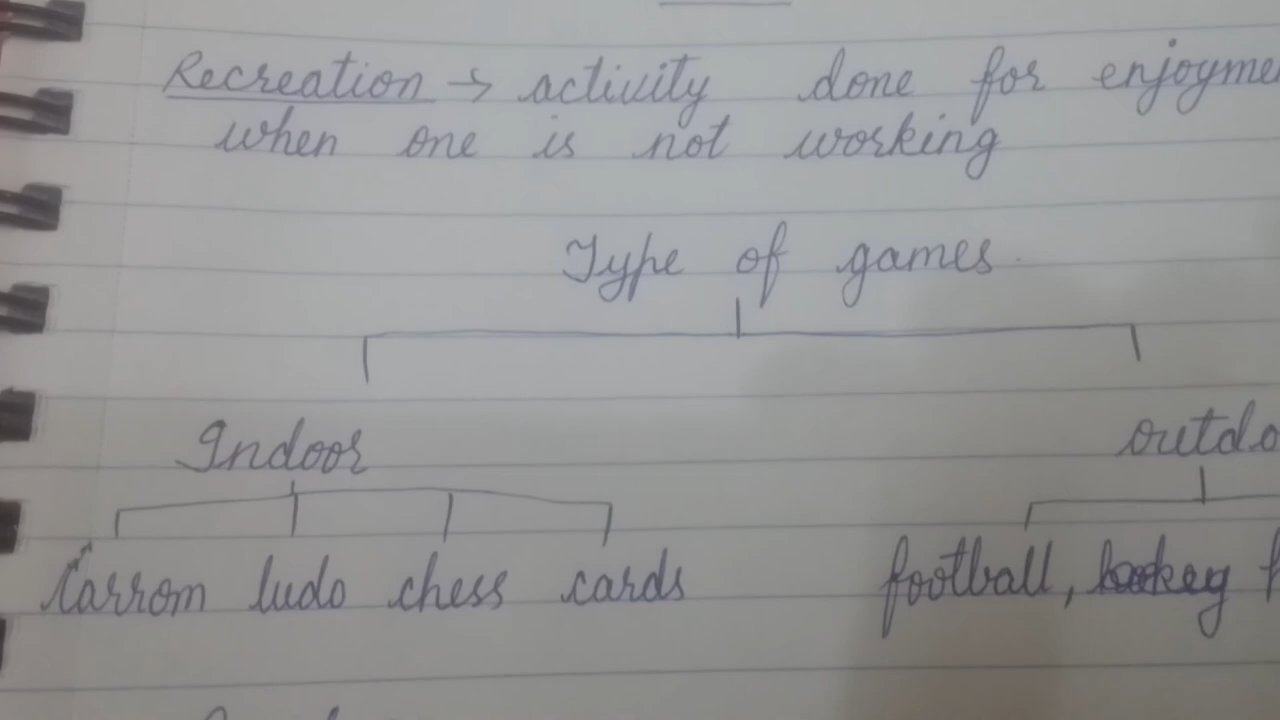 Recreation → activity done for enjoyme
when one is not working
Type of games
Indoor outdo
Carrom ludo chess cards football,